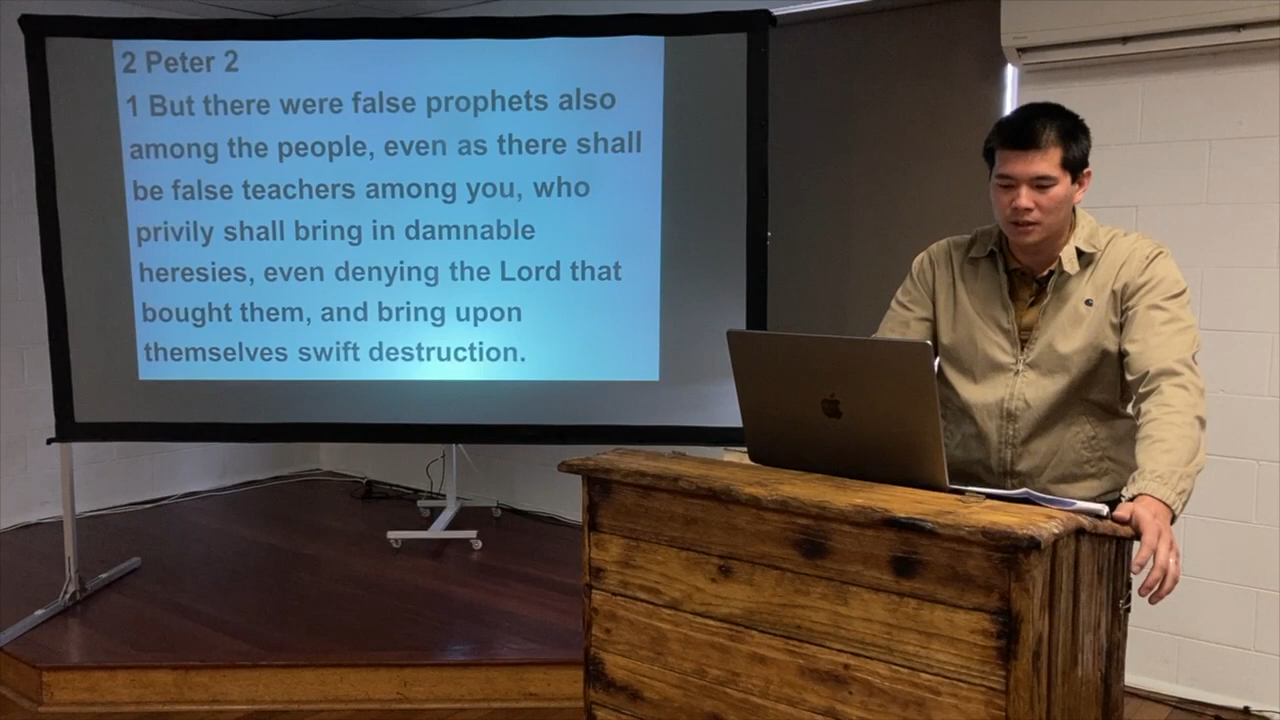 2 Peter 2
1 But there were false prophets also
among the people, even as there shall
be false teachers among you, who
privily shall bring in damnable
heresies, even denying the Lord that
bought them, and bring upon
themselves swift destruction.